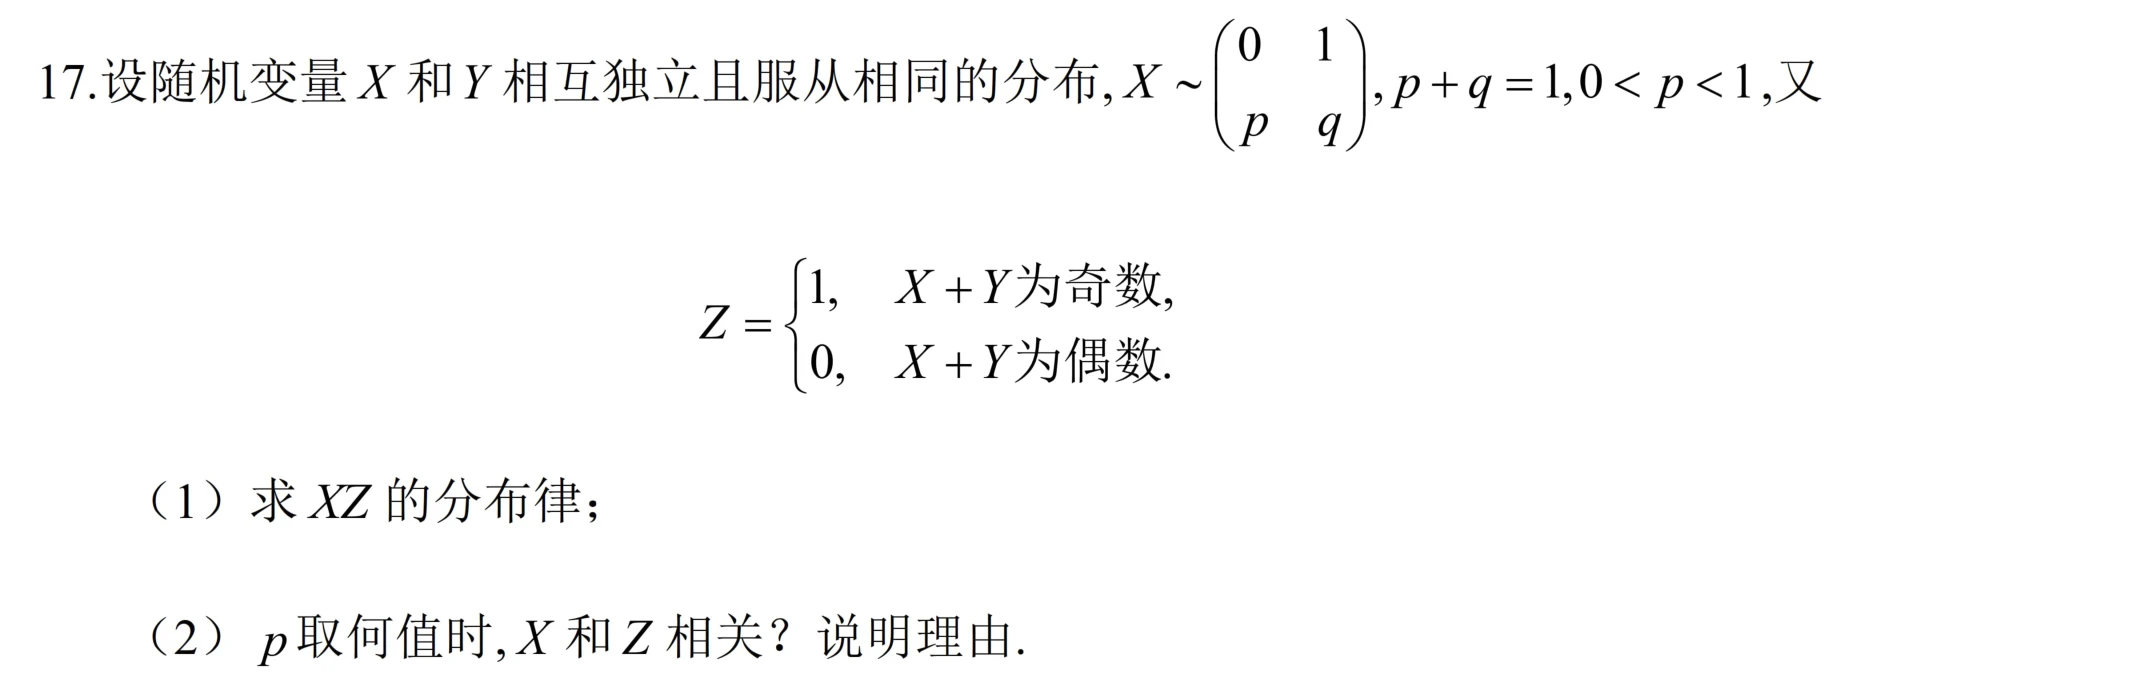 17.设随机变量 X 和 Y 相互独立且服从相同的分布, X ~ \begin{pmatrix} 0 & 1 \\ p & q \end{pmatrix}, p + q = 1, 0 < p < 1 ,又
Z = \begin{cases} 1, & X + Y 为奇数, \\ 0, & X + Y 为偶数. \end{cases}
（1）求 XZ 的分布律；
（2） p 取何值时, X 和 Z 相关？说明理由.